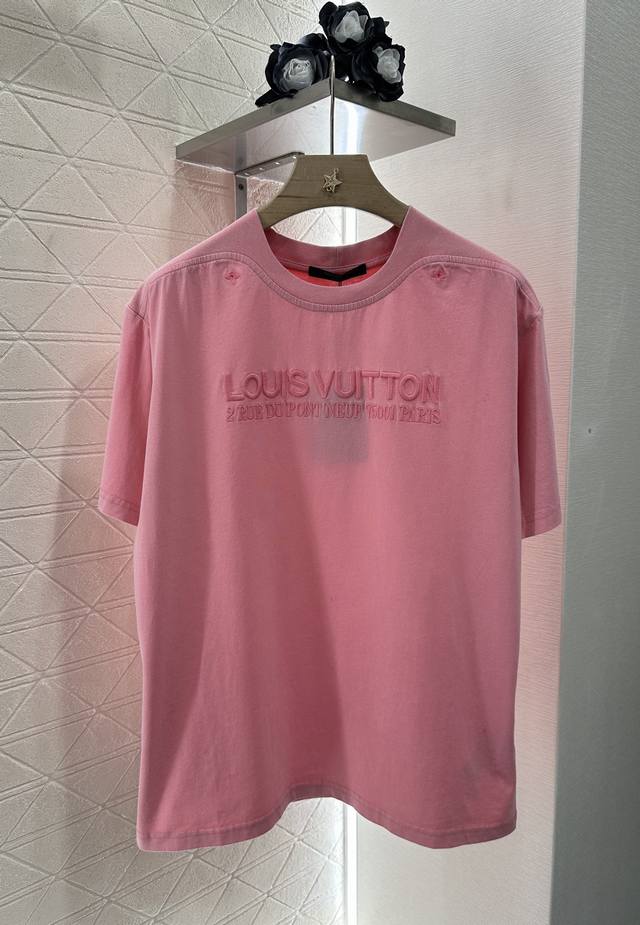 LOUIS VUITTON
2 RUE DU PONT NEUF 75001 PARIS